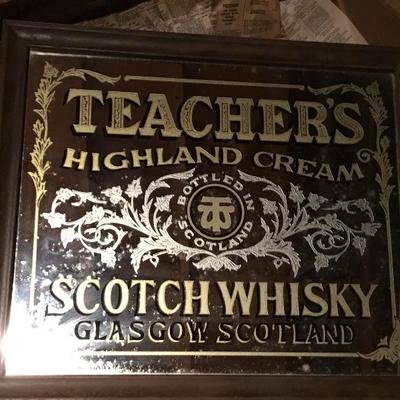 TEACHER'S
HIGHLAND CREAM
BOTTLED IN
SCOTLAND
SCOTCH WHISKY
GLASGOW SCOTLAND